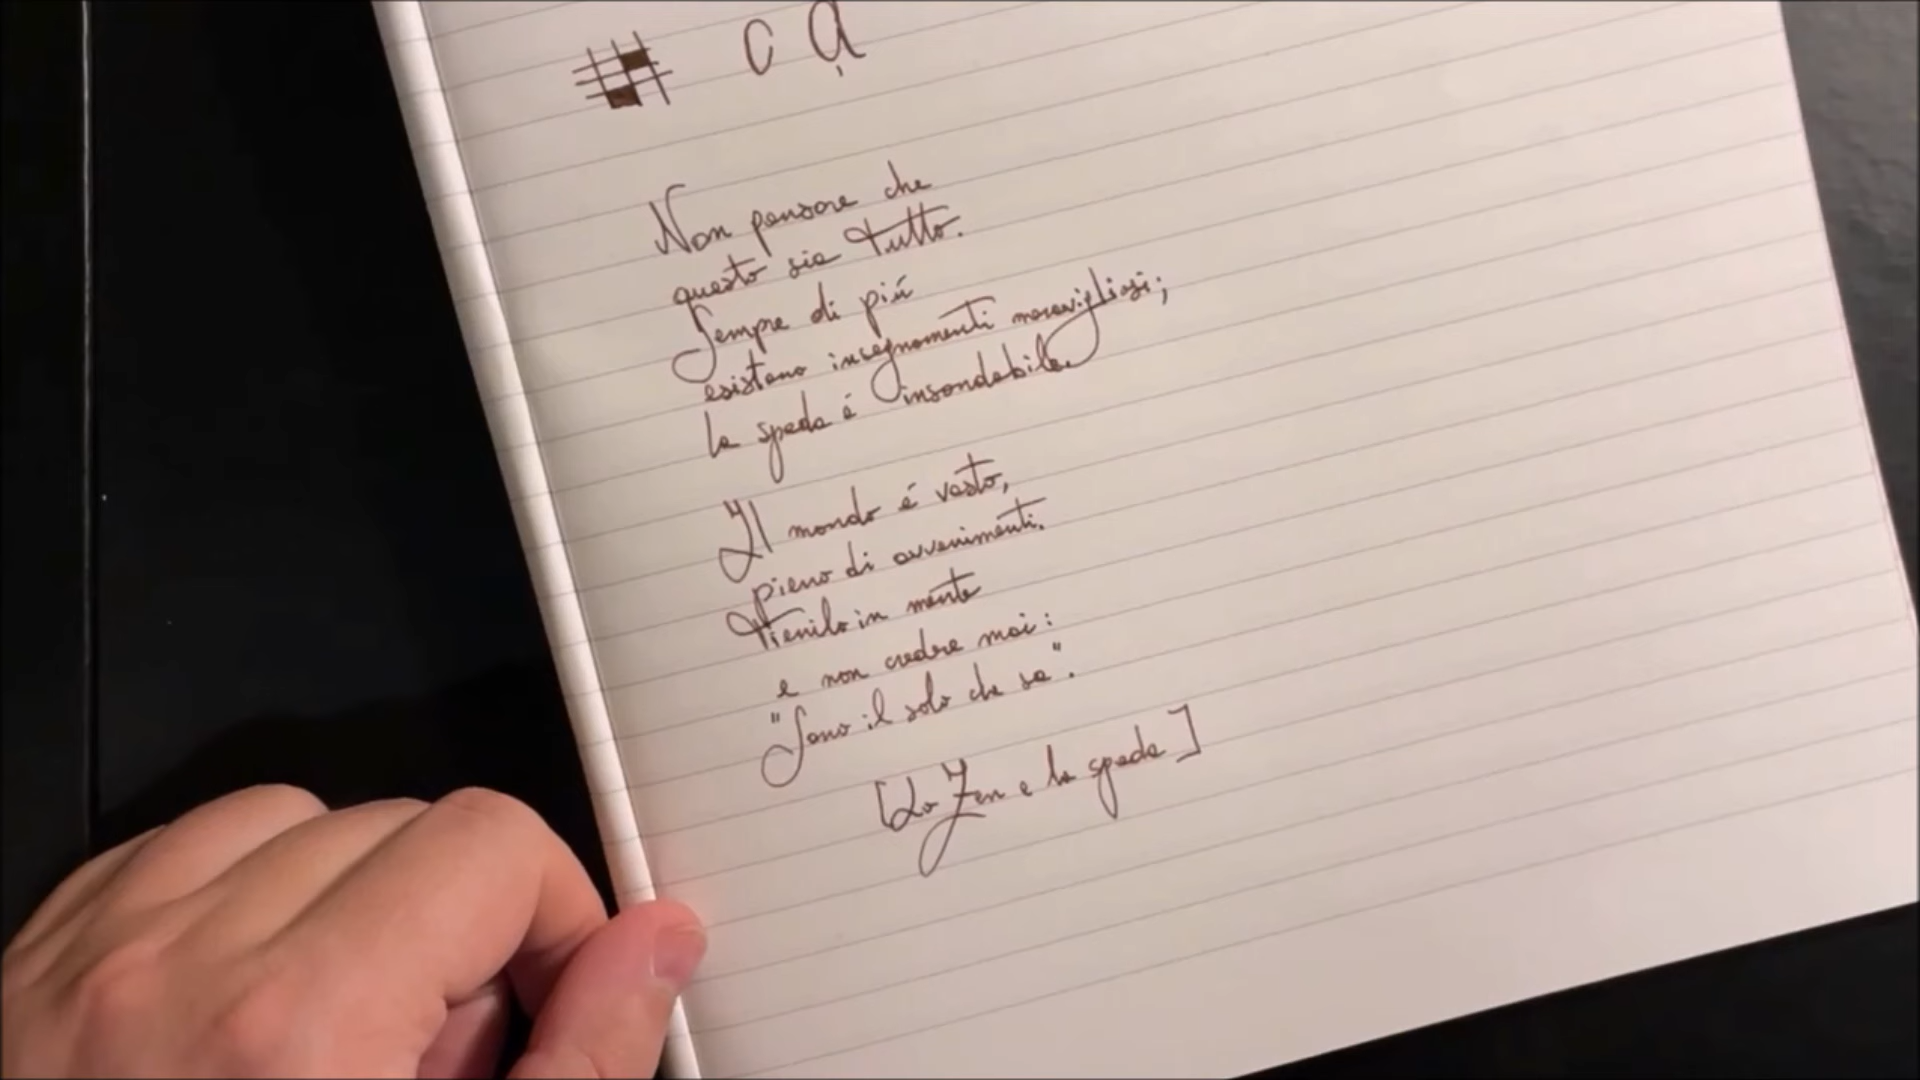 c a
Non pensare che
questo sia tutto.
Sempre di piú
esistono insegnamenti meravigliosi;
la spada é insondabile.
Il mondo é vasto,
pieno di avvenimenti.
Tienilo in mente
e non credere mai:
"Sono il solo che sa".
[Lo Zen e la spada]